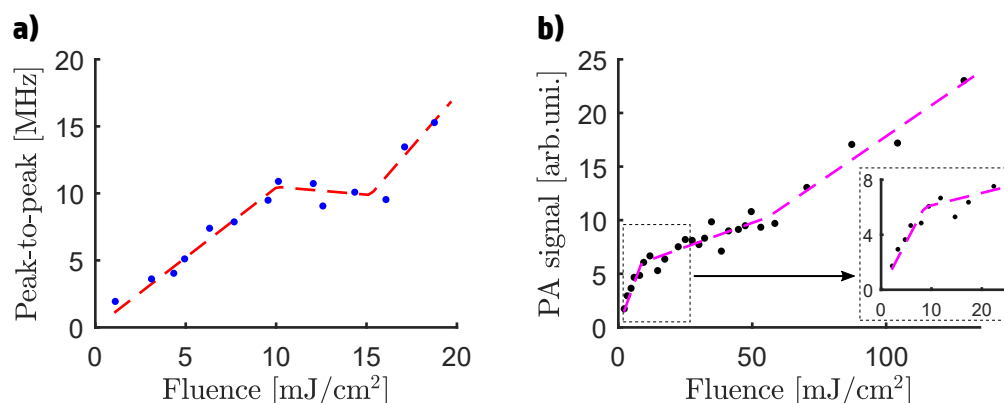 a)
Peak-to-peak [MHz]
20
15
10
5
0
0 5 10 15 20
Fluence [mJ/cm²]
b)
PA signal [arb.uni.]
25
20
15
10
5
0
0 50 100
Fluence [mJ/cm²]
8
4
0
0 10 20